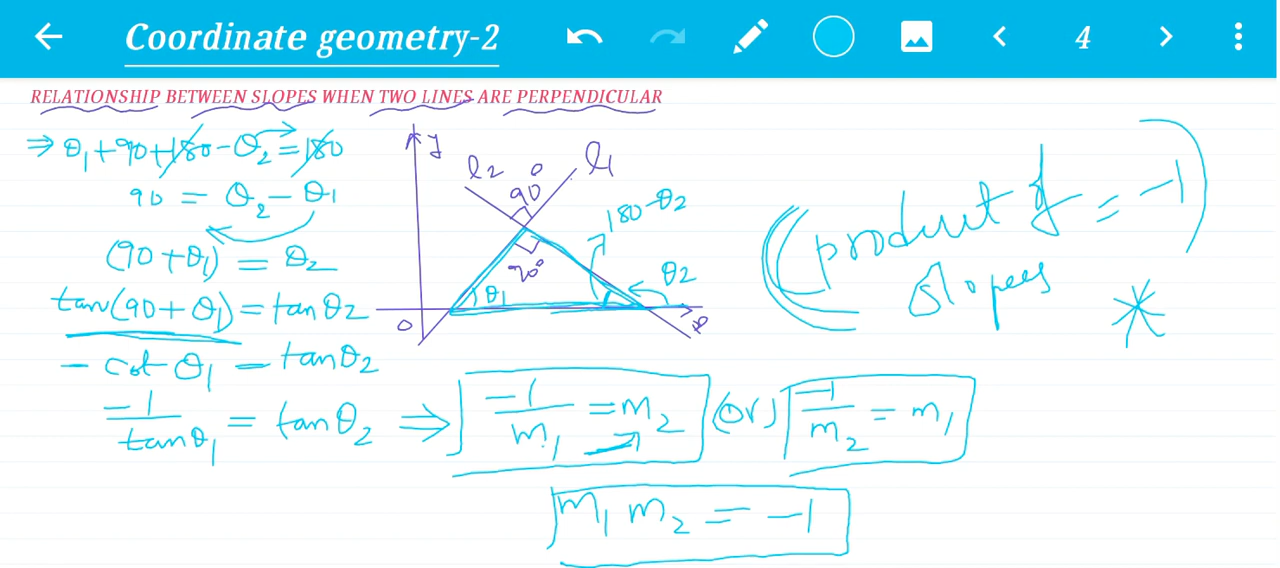 Coordinate geometry-2
4
RELATIONSHIP BETWEEN SLOPES WHEN TWO LINES ARE PERPENDICULAR
⇒ θ₁ + 90 + 180 - θ₂ = 180
90 = θ₂ - θ₁
(90 + θ₁) = θ₂
tan(90 + θ₁) = tan θ₂
- cot θ₁ = tan θ₂
-1/tan θ₁ = tan θ₂ ⇒ -1/m₁ = m₂ (or) -1/m₂ = m₁
m₁ m₂ = -1
y
l₂
90°
l₁
180-θ₂
90°
θ₁
θ₂
O
product of slopes = -1